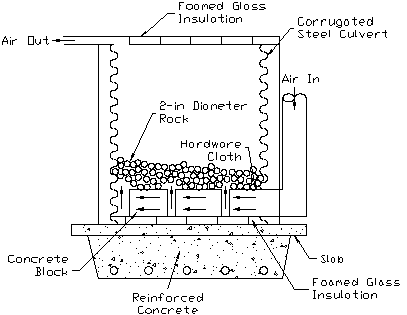 Foamed Glass
Insulation
Air Out
Corrugated
Steel Culvert
Air In
2-in Diameter
Rock
Hardware
Cloth
Concrete
Block
Slab
Foamed Glass
Insulation
Reinforced
Concrete